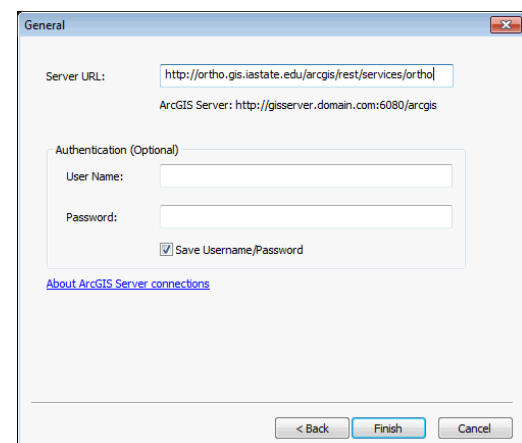 General
Server URL: http://ortho.gis.iastate.edu/arcgis/rest/services/ortho
ArcGIS Server: http://gisserver.domain.com:6080/arcgis
Authentication (Optional)
User Name:
Password:
Save Username/Password
About ArcGIS Server connections
< Back Finish Cancel